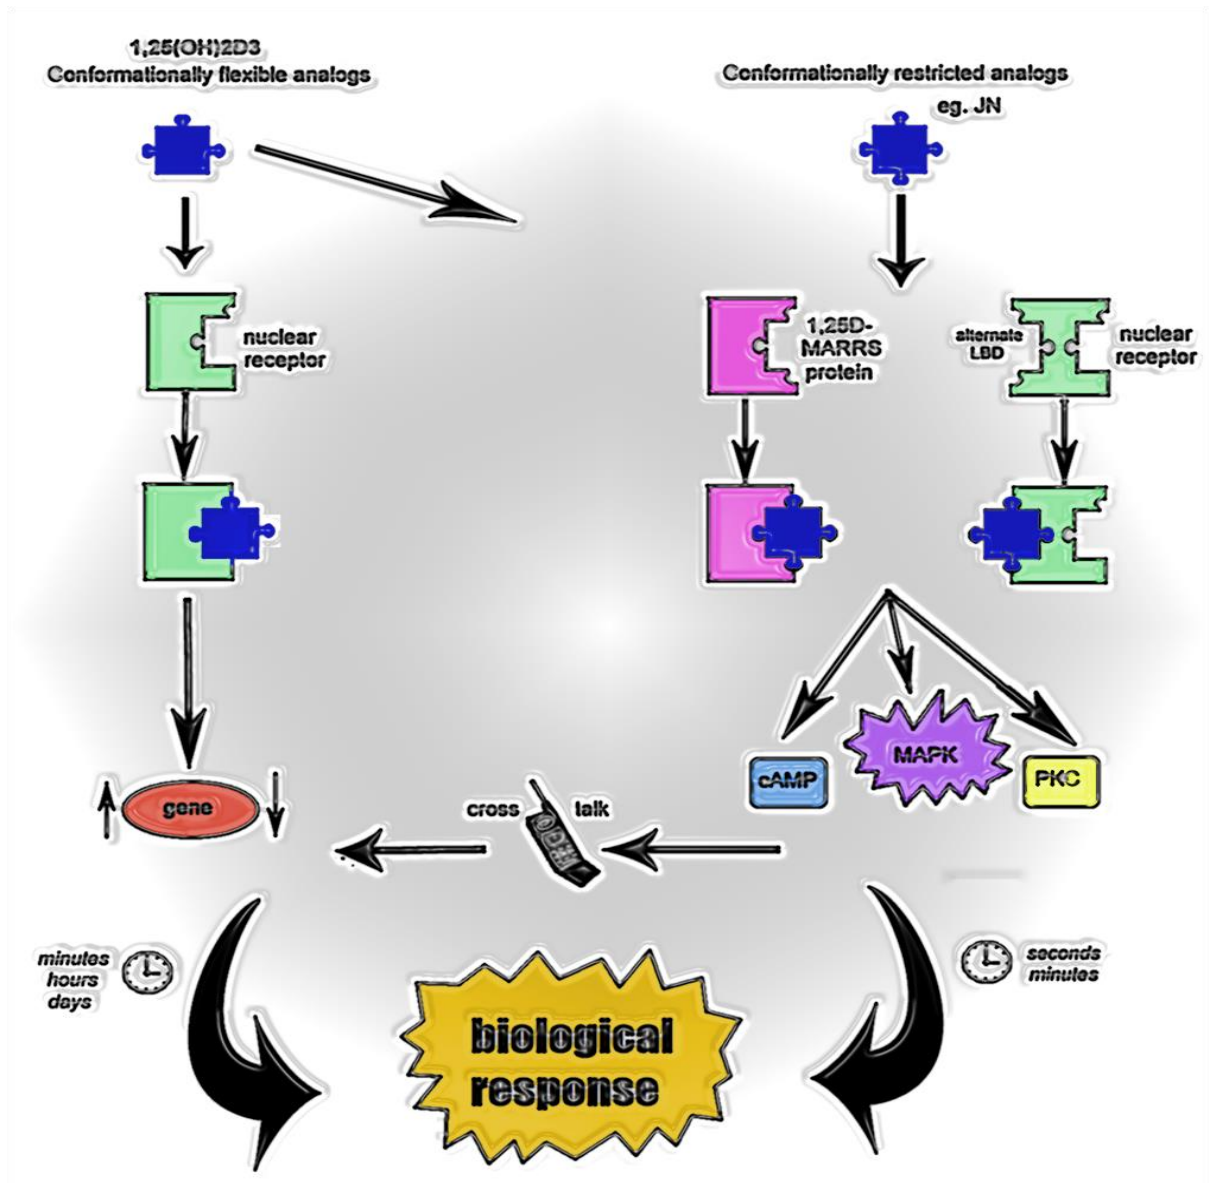 1,25(OH)2D3
Conformationally flexible analogs
Conformationally restricted analogs
eg. JN
nuclear
receptor
1,25D-
MARRS
protein
alternate
LBD
nuclear
receptor
cAMP
MAPK
PKC
gene
cross talk
minutes
hours
days
seconds
minutes
biological
response